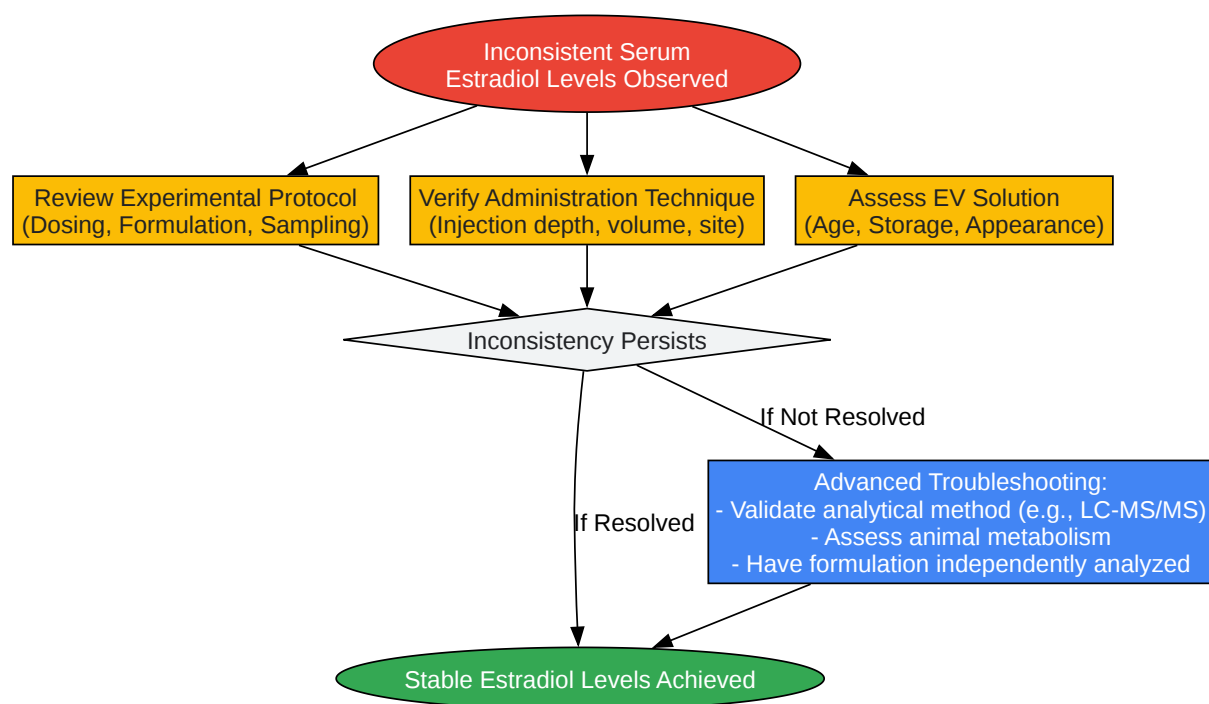 Inconsistent Serum
Estradiol Levels Observed
Review Experimental Protocol
(Dosing, Formulation, Sampling)
Verify Administration Technique
(Injection depth, volume, site)
Assess EV Solution
(Age, Storage, Appearance)
Inconsistency Persists
If Not Resolved
Advanced Troubleshooting:
- Validate analytical method (e.g., LC-MS/MS)
- Assess animal metabolism
- Have formulation independently analyzed
If Resolved
Stable Estradiol Levels Achieved